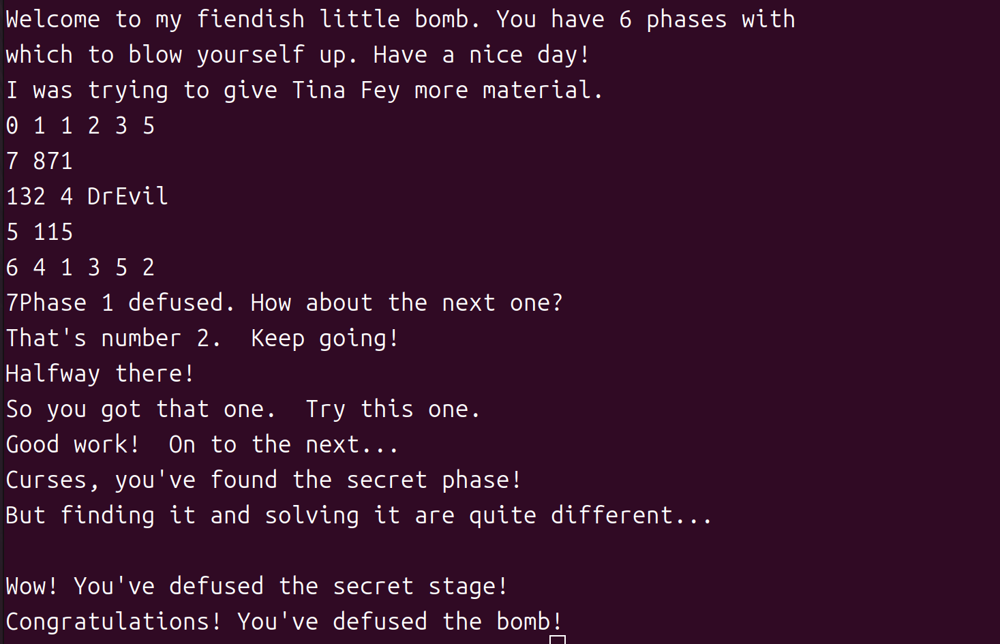 Welcome to my fiendish little bomb. You have 6 phases with
which to blow yourself up. Have a nice day!
I was trying to give Tina Fey more material.
0 1 1 2 3 5
7 871
132 4 DrEvil
5 115
6 4 1 3 5 2
7Phase 1 defused. How about the next one?
That's number 2.  Keep going!
Halfway there!
So you got that one.  Try this one.
Good work!  On to the next...
Curses, you've found the secret phase!
But finding it and solving it are quite different...

Wow! You've defused the secret stage!
Congratulations! You've defused the bomb!